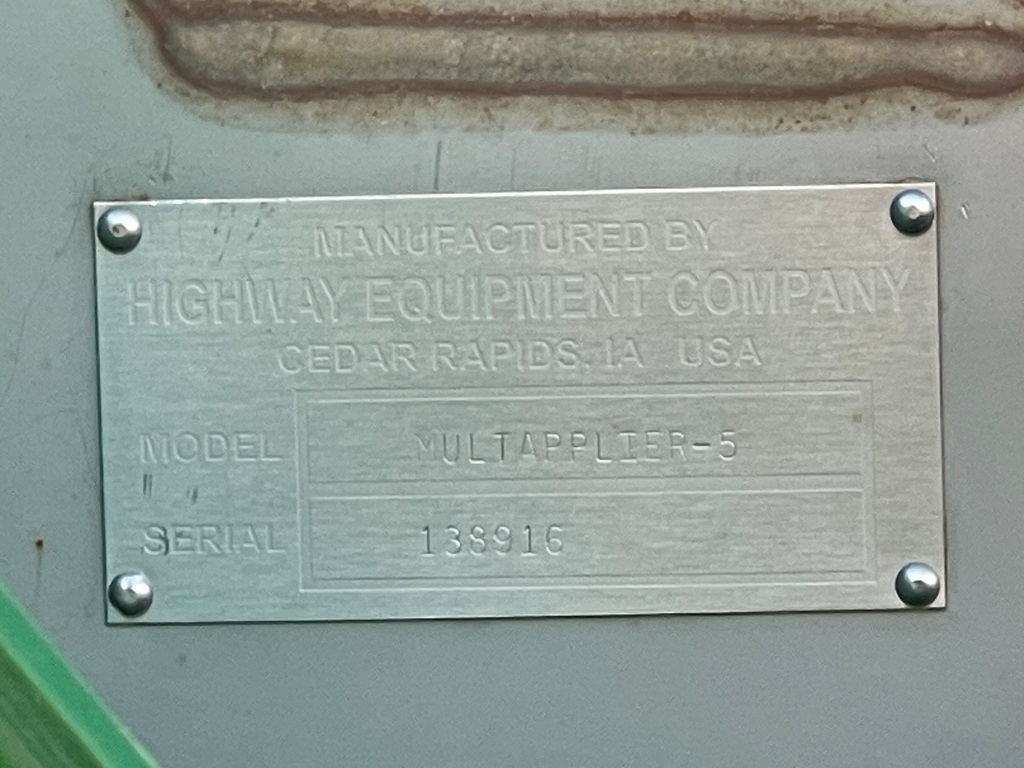 MANUFACTURED BY
HIGHWAY EQUIPMENT COMPANY
CEDAR RAPIDS, IA USA
MODEL MULTAPPLIER-5
SERIAL 138916